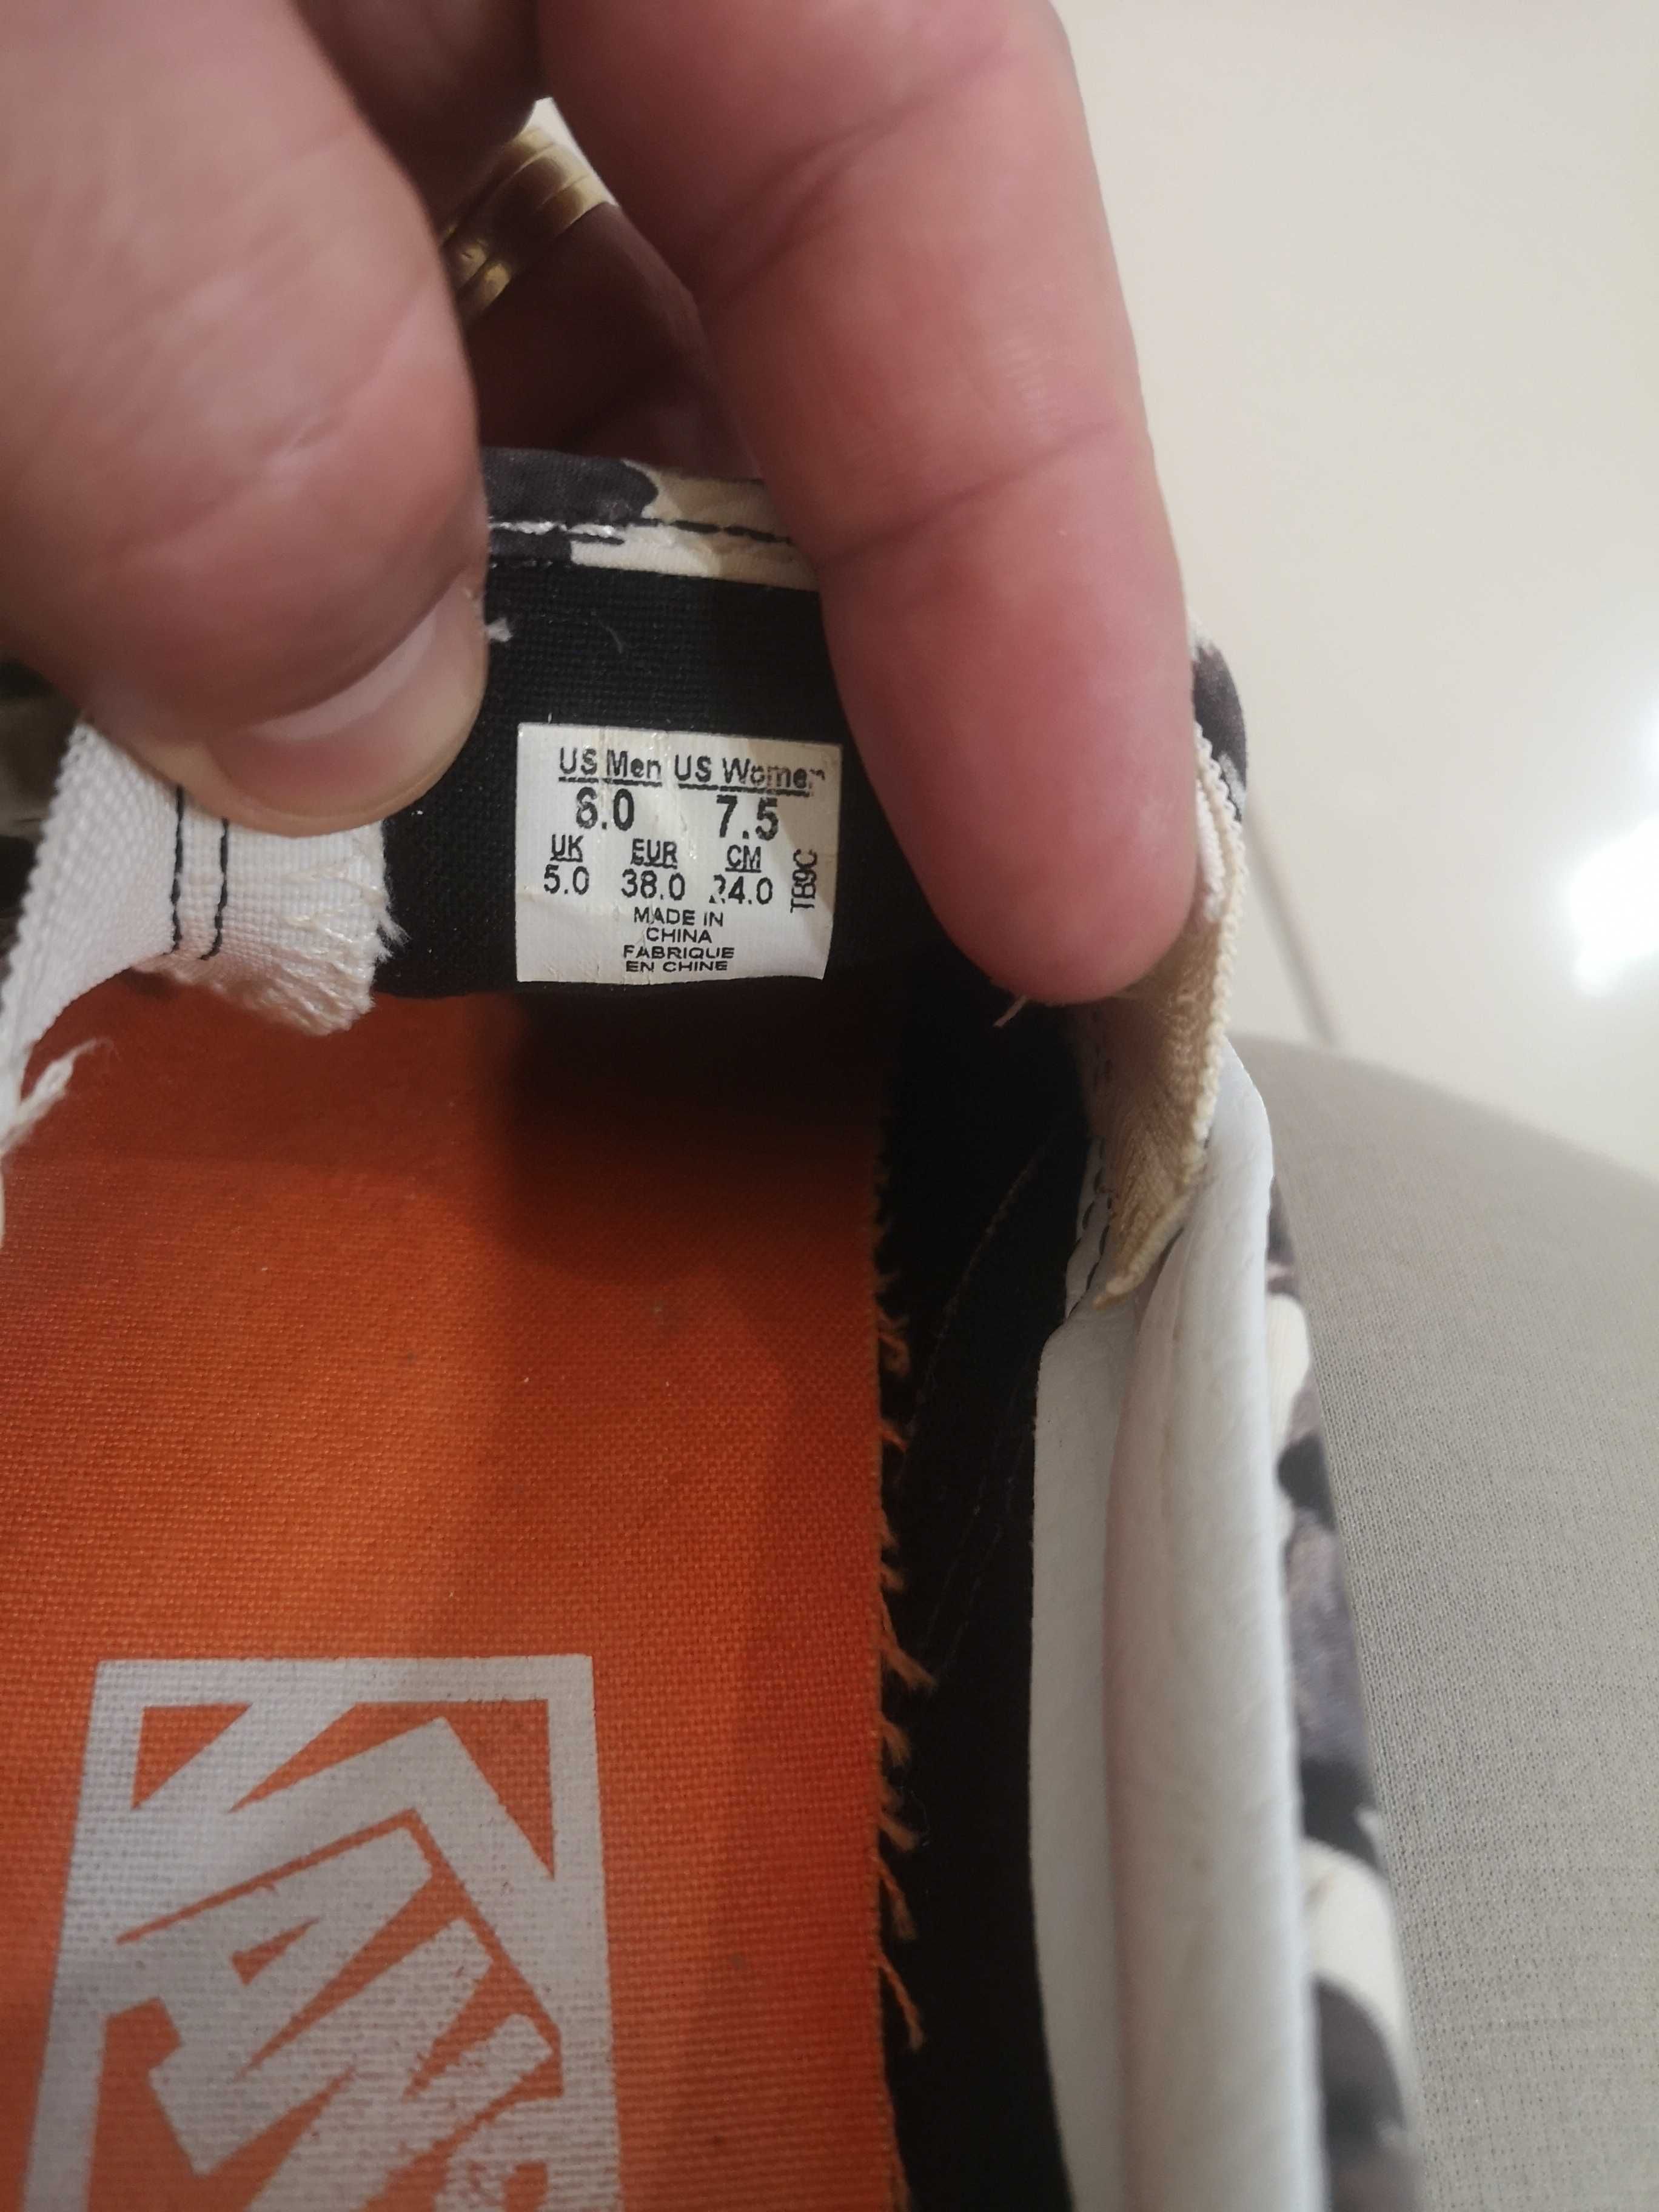 US Men US Women
6.0 7.5
UK EUR CM
5.0 38.0 24.0
TB9C
MADE IN
CHINA
FABRIQUE
EN CHINE
VANS